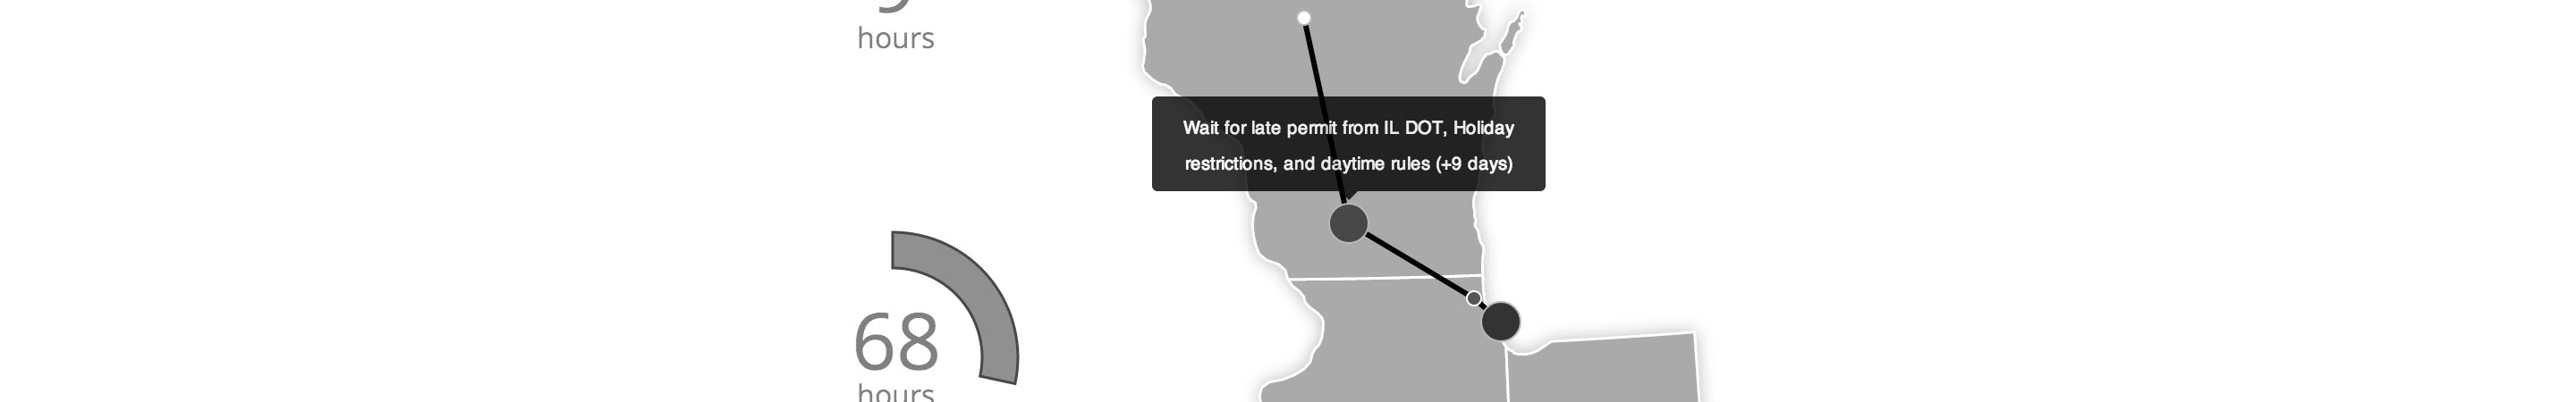 hours
Wait for late permit from IL DOT, Holiday
restrictions, and daytime rules (+9 days)
68
hours